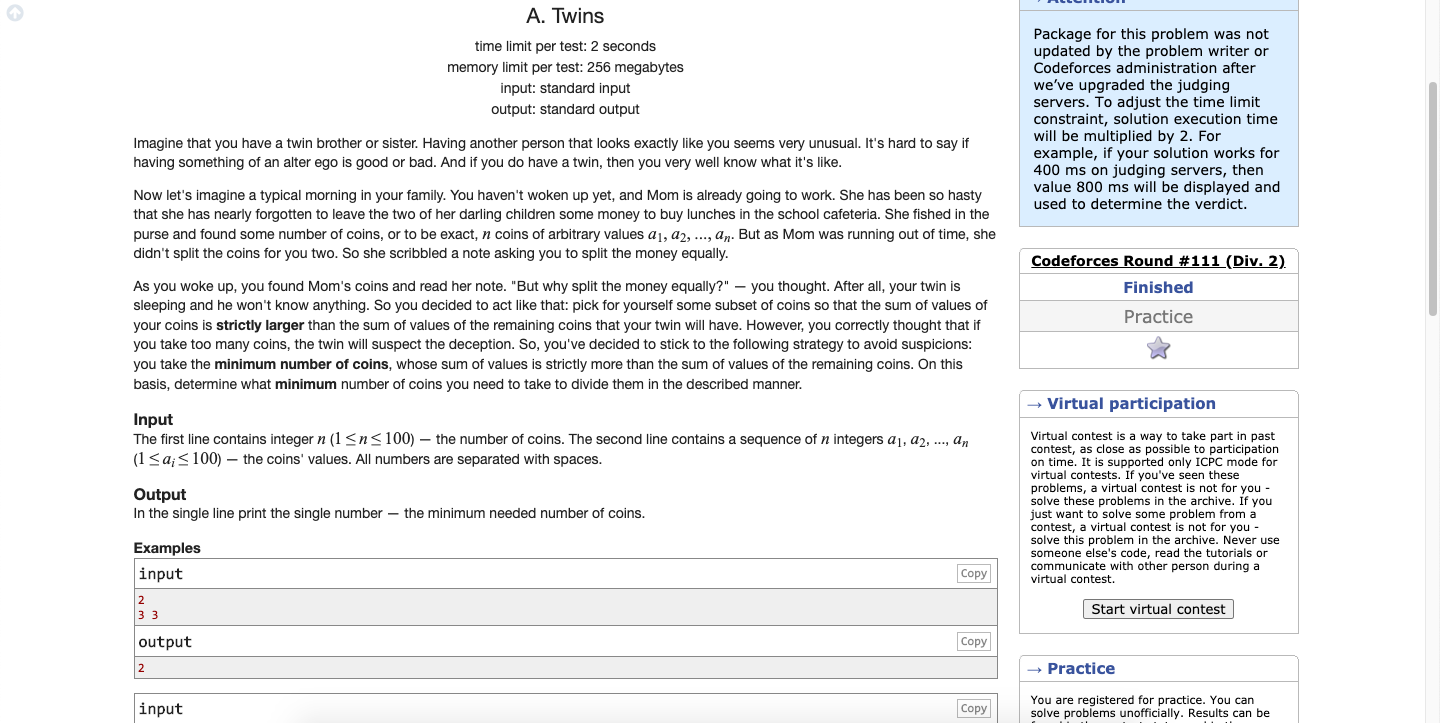 A. Twins
time limit per test: 2 seconds
memory limit per test: 256 megabytes
input: standard input
output: standard output
Imagine that you have a twin brother or sister. Having another person that looks exactly like you seems very unusual. It's hard to say if
having something of an alter ego is good or bad. And if you do have a twin, then you very well know what it's like.
Now let's imagine a typical morning in your family. You haven't woken up yet, and Mom is already going to work. She has been so hasty
that she has nearly forgotten to leave the two of her darling children some money to buy lunches in the school cafeteria. She fished in the
purse and found some number of coins, or to be exact, n coins of arbitrary values a1, a2, ..., an. But as Mom was running out of time, she
didn't split the coins for you two. So she scribbled a note asking you to split the money equally.
As you woke up, you found Mom's coins and read her note. "But why split the money equally?" — you thought. After all, your twin is
sleeping and he won't know anything. So you decided to act like that: pick for yourself some subset of coins so that the sum of values of
your coins is strictly larger than the sum of values of the remaining coins that your twin will have. However, you correctly thought that if
you take too many coins, the twin will suspect the deception. So, you've decided to stick to the following strategy to avoid suspicions:
you take the minimum number of coins, whose sum of values is strictly more than the sum of values of the remaining coins. On this
basis, determine what minimum number of coins you need to take to divide them in the described manner.
Input
The first line contains integer n (1 ≤ n ≤ 100) — the number of coins. The second line contains a sequence of n integers a1, a2, ..., an
(1 ≤ ai ≤ 100) — the coins' values. All numbers are separated with spaces.
Output
In the single line print the single number — the minimum needed number of coins.
Examples
input
Copy
2
3 3
output
Copy
2
input
Copy
→ Attention
Package for this problem was not
updated by the problem writer or
Codeforces administration after
we've upgraded the judging
servers. To adjust the time limit
constraint, solution execution time
will be multiplied by 2. For
example, if your solution works for
400 ms on judging servers, then
value 800 ms will be displayed and
used to determine the verdict.
Codeforces Round #111 (Div. 2)
Finished
Practice
→ Virtual participation
Virtual contest is a way to take part in past
contest, as close as possible to participation
on time. It is supported only ICPC mode for
virtual contests. If you've seen these
problems, a virtual contest is not for you -
solve these problems in the archive. If you
just want to solve some problem from a
contest, a virtual contest is not for you -
solve this problem in the archive. Never use
someone else's code, read the tutorials or
communicate with other person during a
virtual contest.
Start virtual contest
→ Practice
You are registered for practice. You can
solve problems unofficially. Results can be